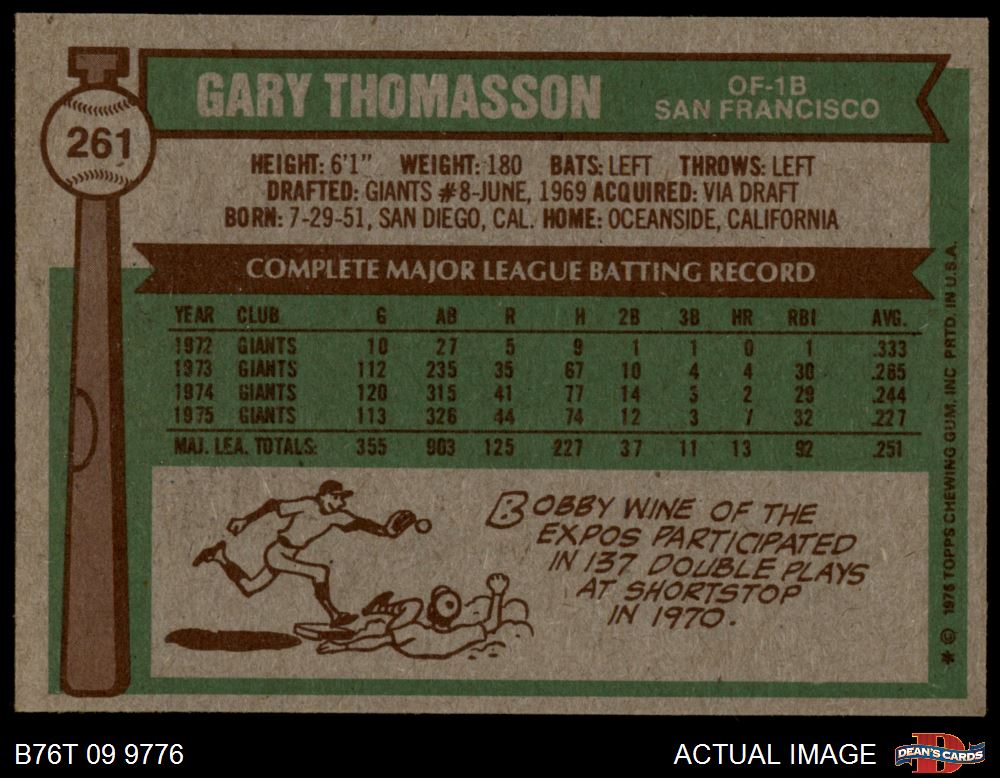 GARY THOMASSON
OF-1B
SAN FRANCISCO
261
HEIGHT: 6'1" WEIGHT: 180 BATS: LEFT THROWS: LEFT
DRAFTED: GIANTS #8-JUNE, 1969 ACQUIRED: VIA DRAFT
BORN: 7-29-51, SAN DIEGO, CAL. HOME: OCEANSIDE, CALIFORNIA
COMPLETE MAJOR LEAGUE BATTING RECORD
YEAR CLUB G AB R H 2B 3B HR RBI AVG.
1972 GIANTS 10 27 5 9 1 1 0 1 .333
1973 GIANTS 112 235 35 67 10 4 4 30 .285
1974 GIANTS 120 315 41 77 14 3 2 29 .244
1975 GIANTS 113 326 44 74 12 3 7 32 .227
MAJ. LEA. TOTALS: 355 903 125 227 37 11 13 92 .251
BOBBY WINE OF THE
EXPOS PARTICIPATED
IN 137 DOUBLE PLAYS
AT SHORTSTOP
IN 1970.
* © 1976 TOPPS CHEWING GUM, INC PRTD. IN U.S.A.
B76T 09 9776
ACTUAL IMAGE
DEAN'S CARDS